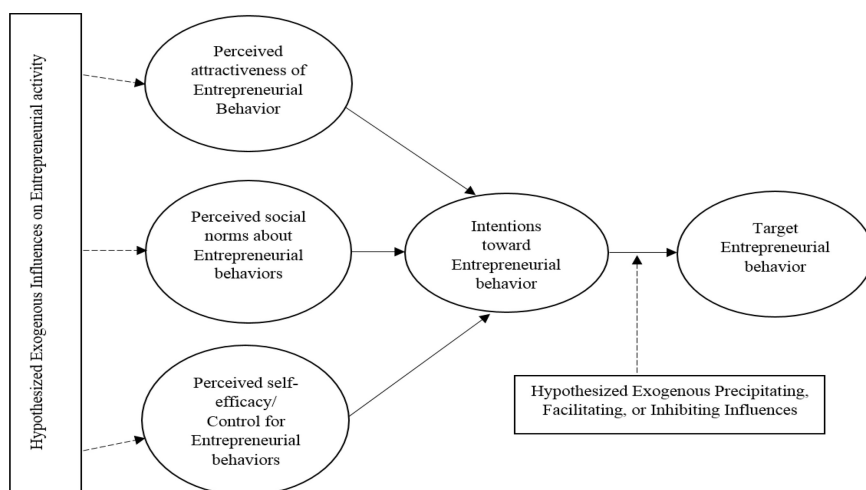 Hypothesized Exogenous Influences on Entrepreneurial activity
Perceived
attractiveness of
Entrepreneurial
Behavior
Perceived social
norms about
Entrepreneurial
behaviors
Perceived self-
efficacy/
Control for
Entrepreneurial
behaviors
Intentions
toward
Entrepreneurial
behavior
Target
Entrepreneurial
behavior
Hypothesized Exogenous Precipitating,
Facilitating, or Inhibiting Influences